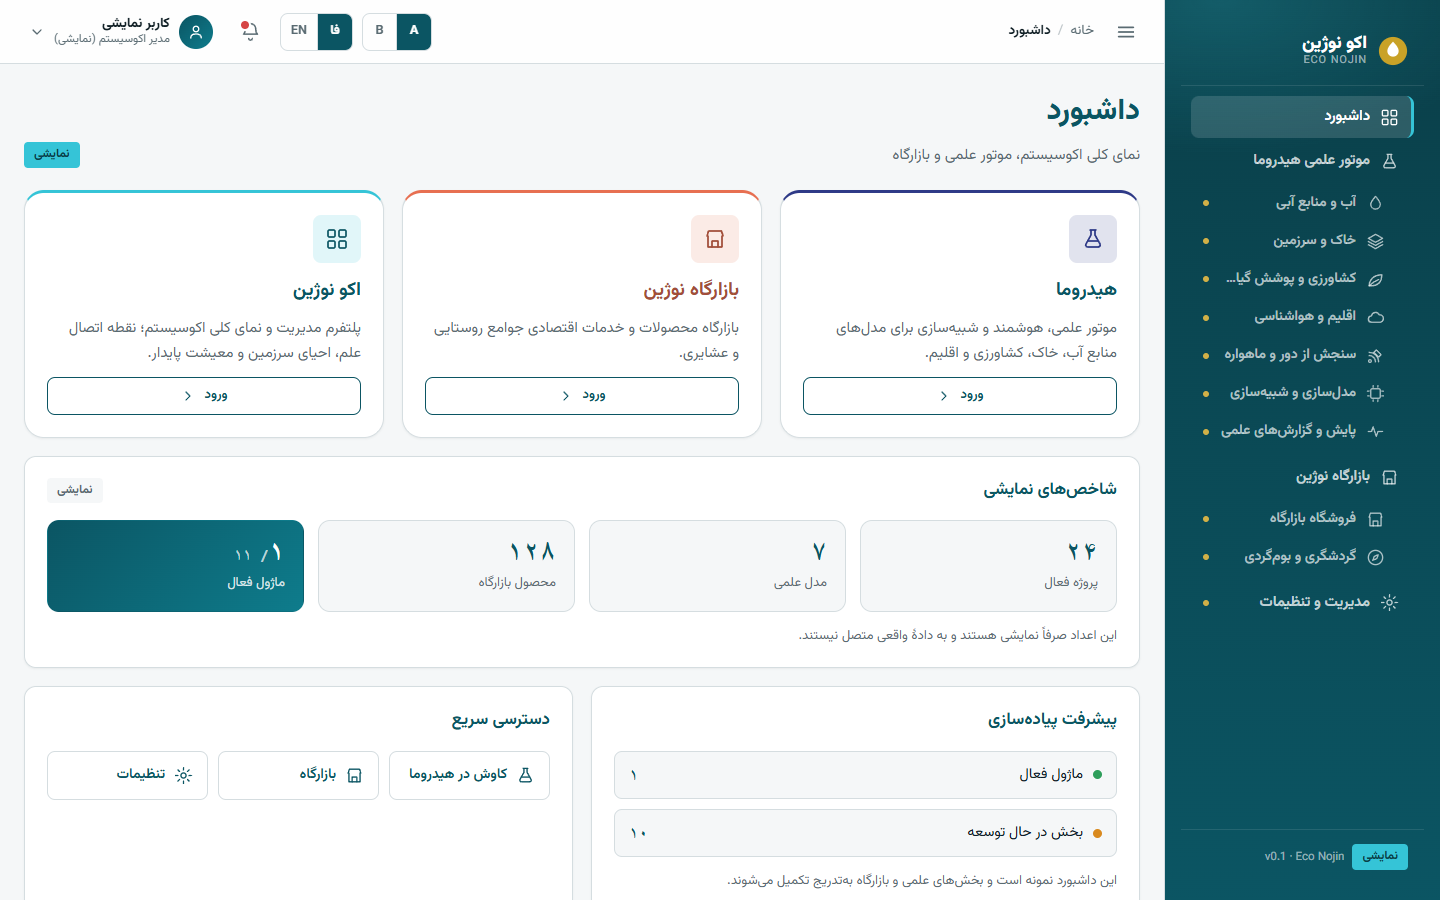 اکو نوژین
ECO NOJIN
داشبورد
موتور علمی هیدروما
آب و منابع آبی
خاک و سرزمین
کشاورزی و پوشش گیا...
اقلیم و هواشناسی
سنجش از دور و ماهواره
مدل‌سازی و شبیه‌سازی
پایش و گزارش‌های علمی
بازارگاه نوژین
فروشگاه بازارگاه
گردشگری و بوم‌گردی
مدیریت و تنظیمات
نمایشی
v0.1 · Eco Nojin
خانه / داشبورد
A B
فا EN
کاربر نمایشی
مدیر اکوسیستم (نمایشی)
داشبورد
نمای کلی اکوسیستم، موتور علمی و بازارگاه
نمایشی
هیدروما
موتور علمی، هوشمند و شبیه‌سازی برای مدل‌های
منابع آب، خاک، کشاورزی و اقلیم.
ورود
بازارگاه نوژین
بازارگاه محصولات و خدمات اقتصادی جوامع روستایی
و عشایری.
ورود
اکو نوژین
پلتفرم مدیریت و نمای کلی اکوسیستم؛ نقطه اتصال
علم، احیای سرزمین و معیشت پایدار.
ورود
شاخص‌های نمایشی
نمایشی
۲۴
پروژه فعال
۷
مدل علمی
۱۲۸
محصول بازارگاه
۱ / ۱۱
ماژول فعال
این اعداد صرفاً نمایشی هستند و به دادهٔ واقعی متصل نیستند.
پیشرفت پیاده‌سازی
ماژول فعال ۱
بخش در حال توسعه ۱۰
این داشبورد نمونه است و بخش‌های علمی و بازارگاه به‌تدریج تکمیل می‌شوند.
دسترسی سریع
کاوش در هیدروما
بازارگاه
تنظیمات